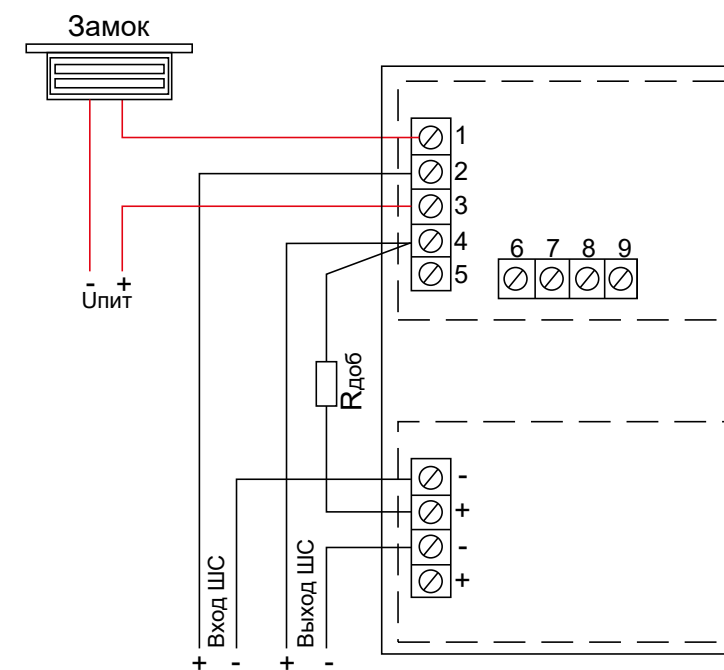 Замок
1
2
3
4
5
6 7 8 9
- +
Uпит
Rдоб
-
+
-
+
Вход ШС
Выход ШС
+ - + -